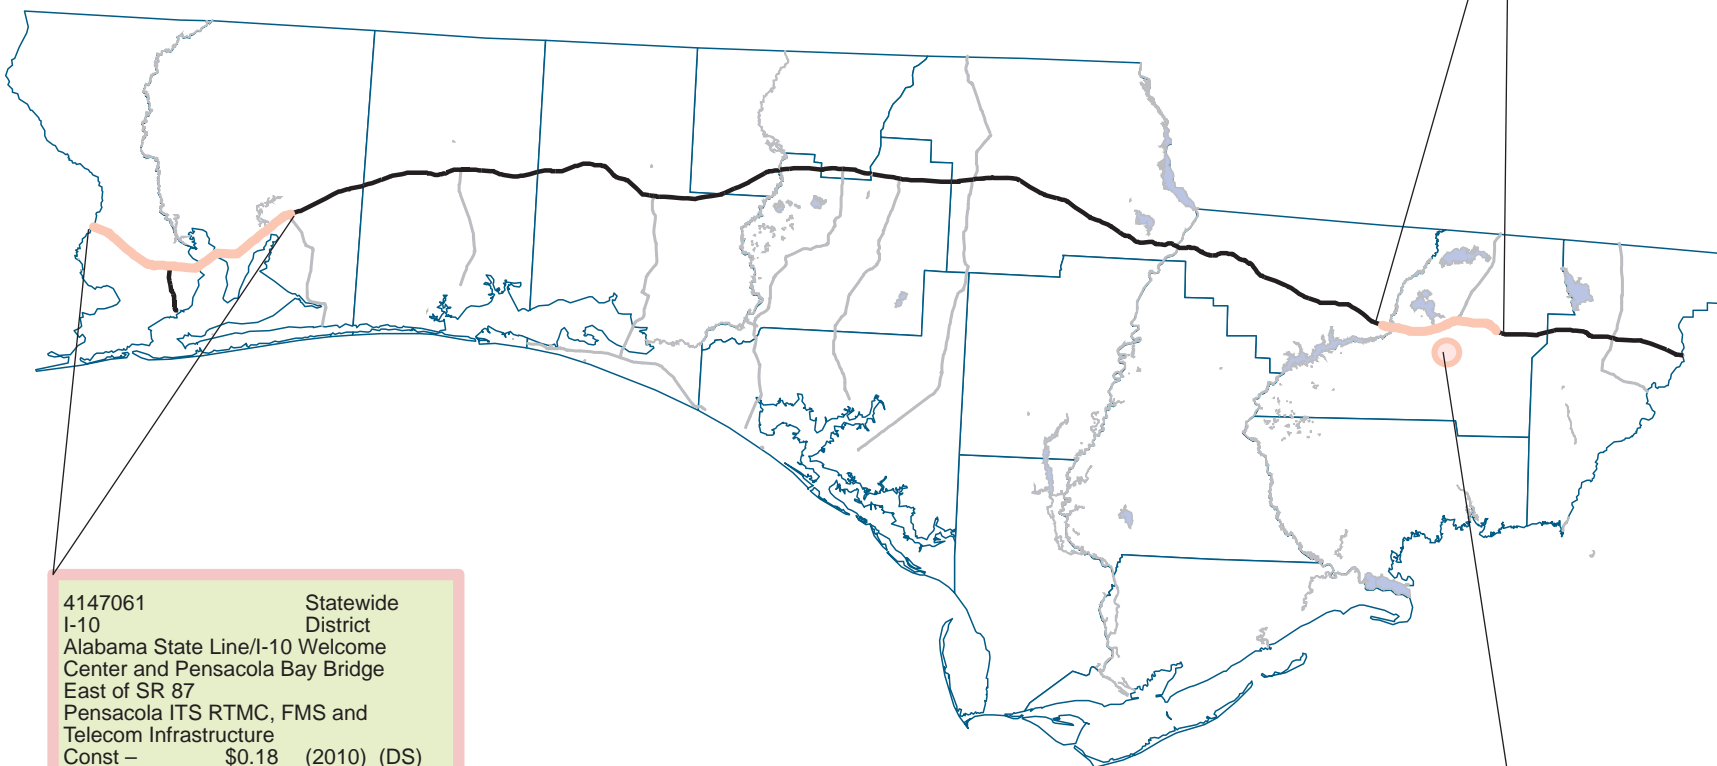 4147061 Statewide
I-10 District
Alabama State Line/I-10 Welcome
Center and Pensacola Bay Bridge
East of SR 87
Pensacola ITS RTMC, FMS and
Telecom Infrastructure
Const – $0.18 (2010) (DS)